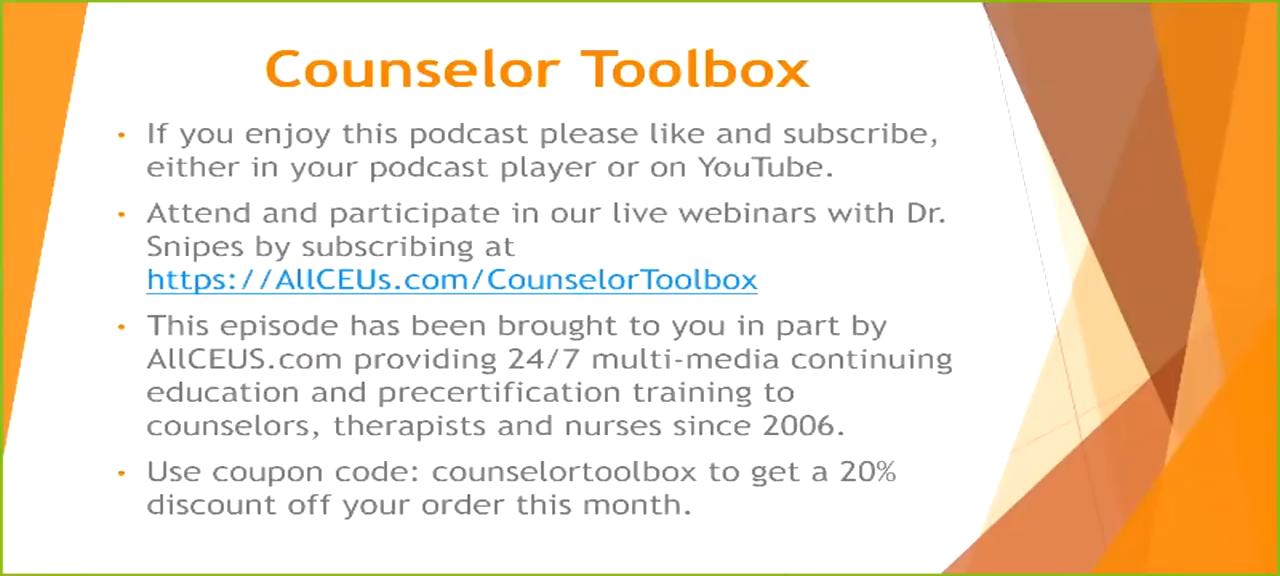 Counselor Toolbox
• If you enjoy this podcast please like and subscribe,
either in your podcast player or on YouTube.
• Attend and participate in our live webinars with Dr.
Snipes by subscribing at
https://AllCEUs.com/CounselorToolbox
• This episode has been brought to you in part by
AllCEUS.com providing 24/7 multi-media continuing
education and precertification training to
counselors, therapists and nurses since 2006.
• Use coupon code: counselortoolbox to get a 20%
discount off your order this month.